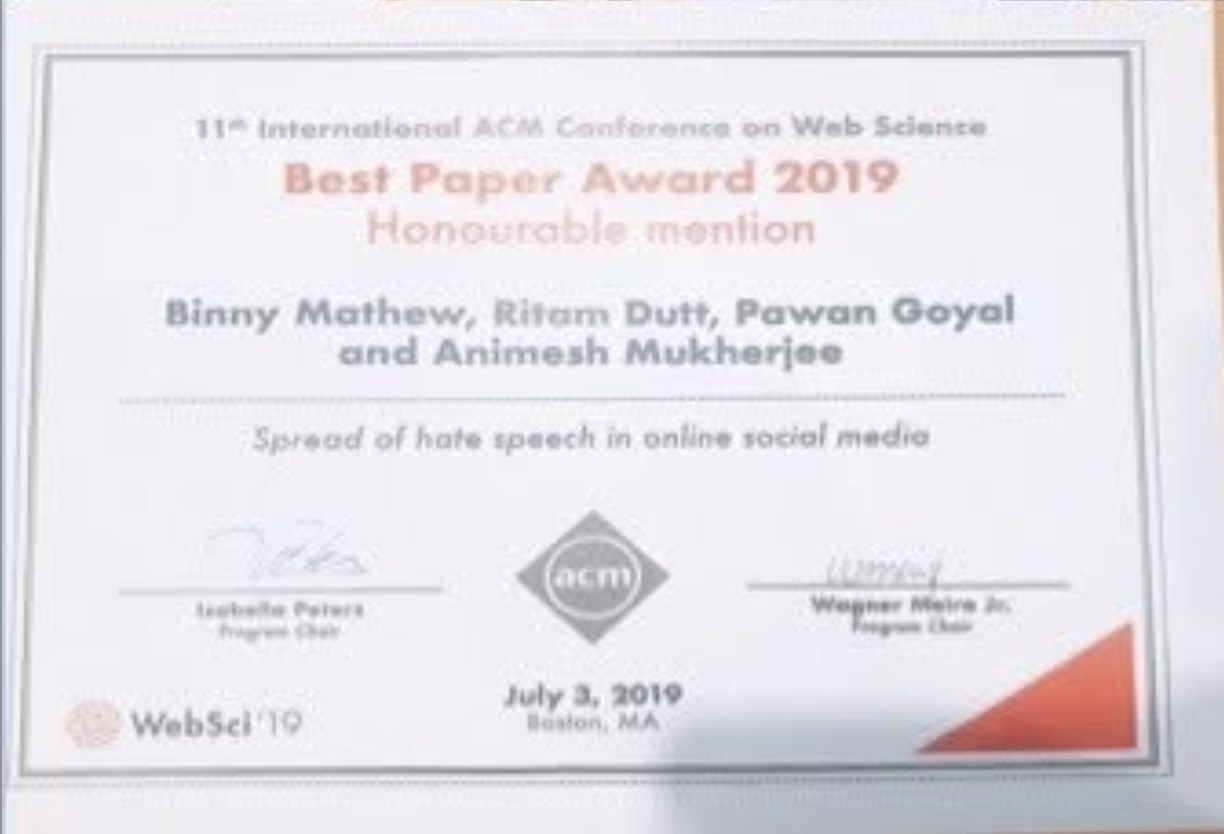 11th International ACM Conference on Web Science
Best Paper Award 2019
Honourable mention
Binny Mathew, Ritam Dutt, Pawan Goyal
and Animesh Mukherjee
Spread of hate speech in online social media
acm
Isabella Peters
Program Chair
Wagner Meira Jr.
Program Chair
July 3, 2019
Boston, MA
WebSci '19